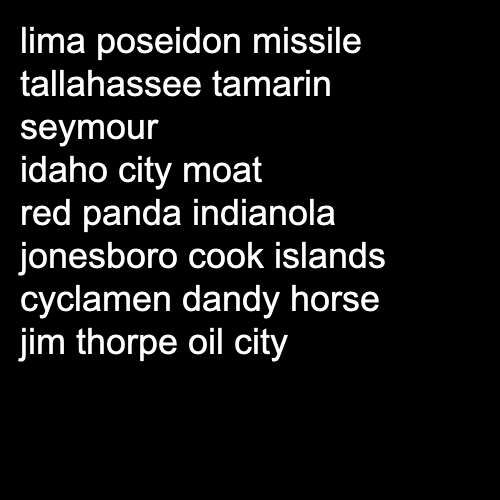 lima poseidon missile
tallahassee tamarin
seymour
idaho city moat
red panda indianola
jonesboro cook islands
cyclamen dandy horse
jim thorpe oil city